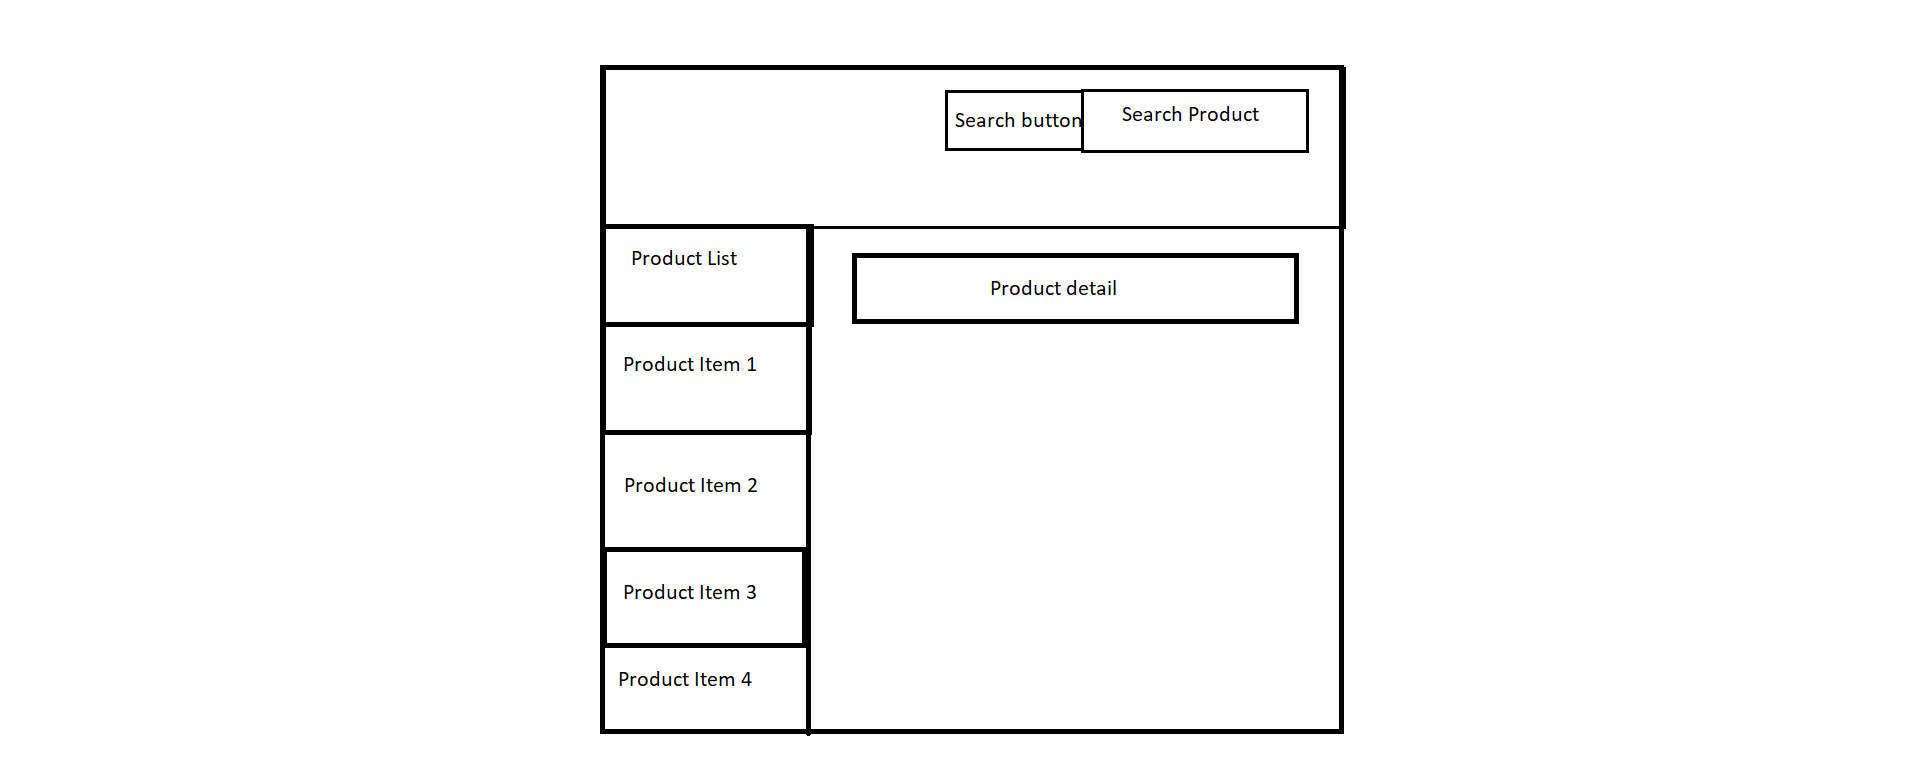 Search button
Search Product
Product List
Product detail
Product Item 1
Product Item 2
Product Item 3
Product Item 4